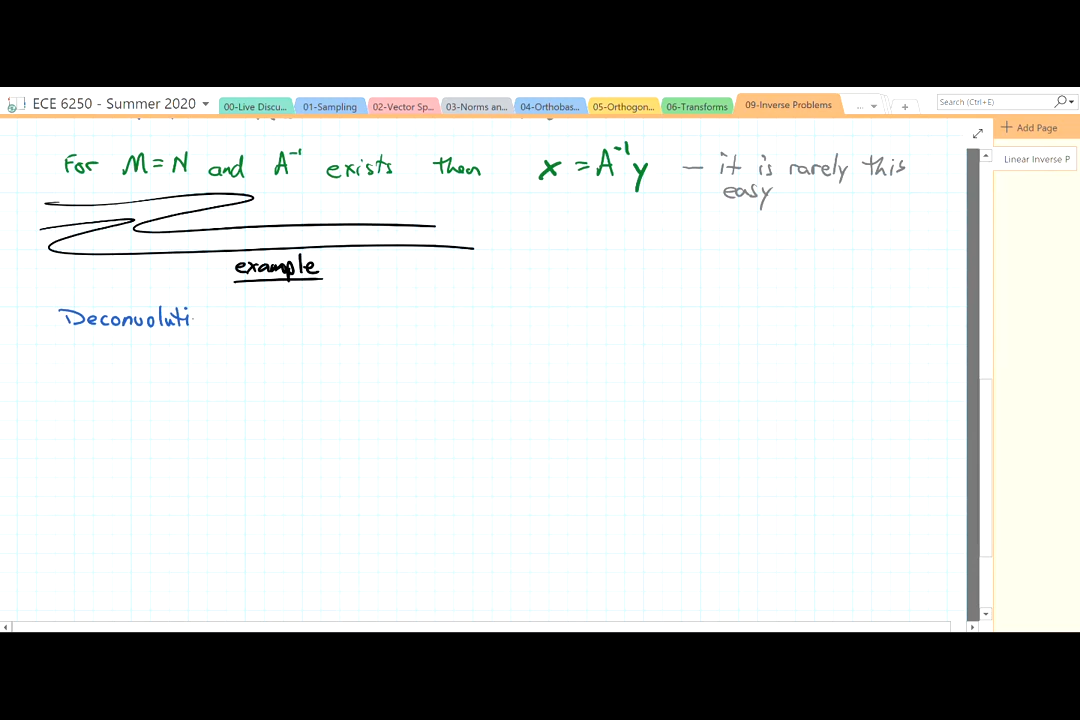 ECE 6250 - Summer 2020
00-Live Discu...
01-Sampling
02-Vector Sp...
03-Norms an...
04-Orthobas...
05-Orthogon...
06-Transforms
09-Inverse Problems
...
+
Search (Ctrl+E)
+ Add Page
Linear Inverse P
For M=N and A⁻¹ exists then x = A⁻¹y — it is rarely this
easy
example
Deconvoluti